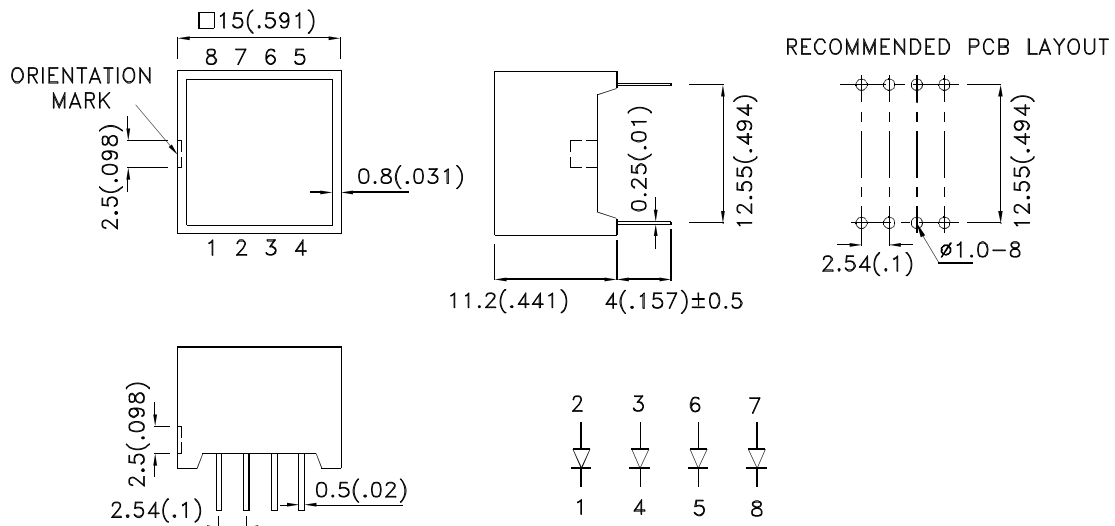 □15(.591)
8 7 6 5
ORIENTATION
MARK
2.5(.098)
0.8(.031)
1 2 3 4
0.25(.01)
12.55(.494)
11.2(.441)
4(.157)±0.5
RECOMMENDED PCB LAYOUT
12.55(.494)
2.54(.1)
ø1.0-8
2.5(.098)
2.54(.1)
0.5(.02)
2 3 6 7
1 4 5 8